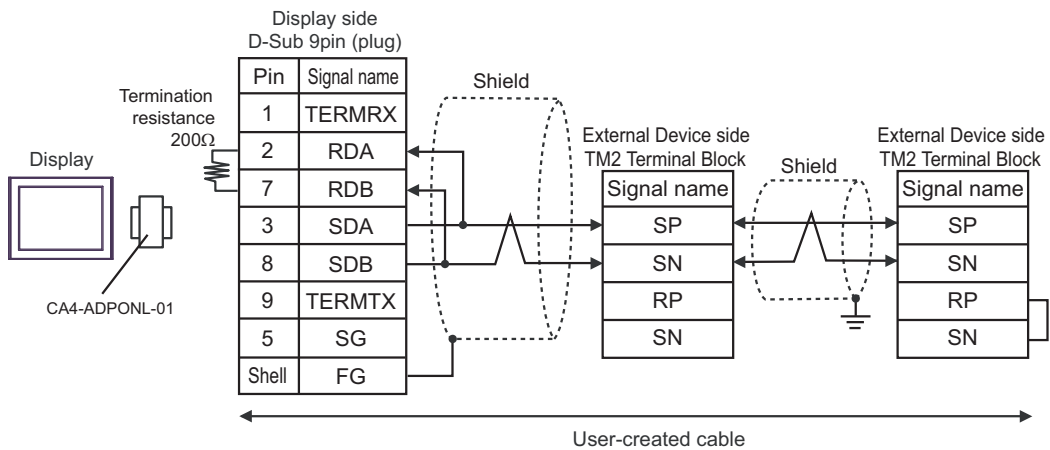 Display side
D-Sub 9pin (plug)
Pin Signal name
1 TERMRX
2 RDA
7 RDB
3 SDA
8 SDB
9 TERMTX
5 SG
Shell FG
Termination
resistance
200Ω
Display
CA4-ADPONL-01
Shield
External Device side
TM2 Terminal Block
Signal name
SP
SN
RP
SN
Shield
External Device side
TM2 Terminal Block
Signal name
SP
SN
RP
SN
User-created cable